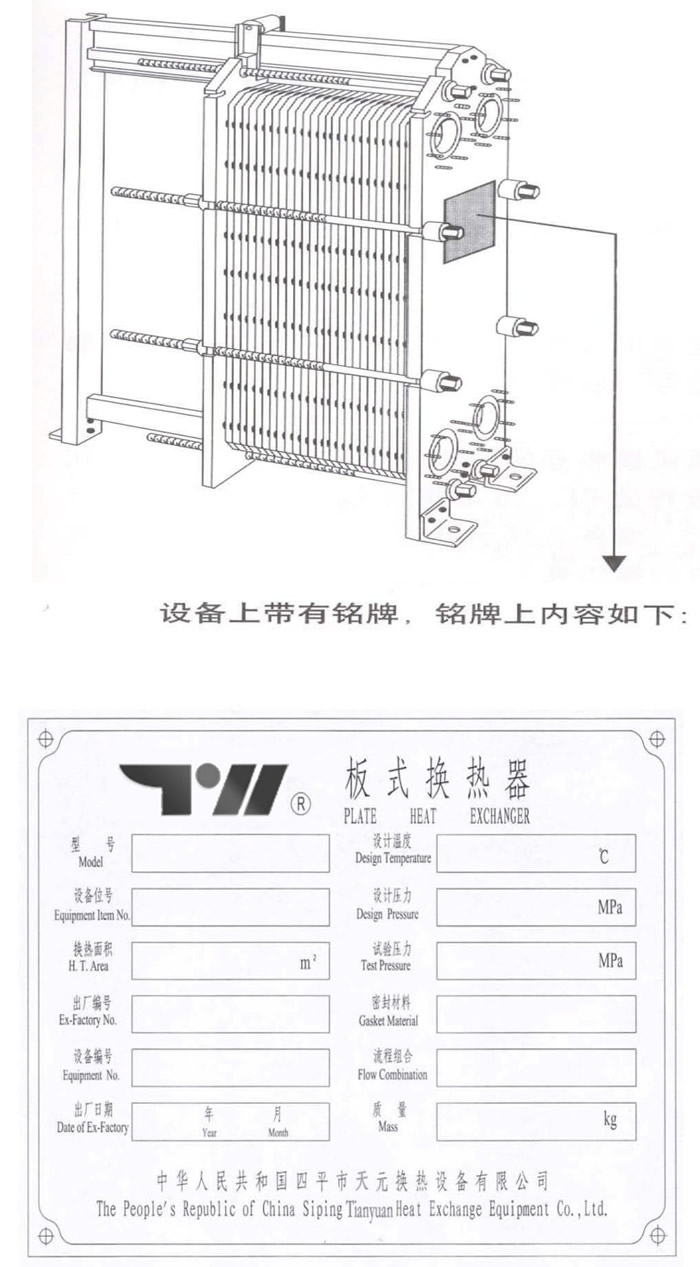 设备上带有铭牌，铭牌上内容如下：
®
板式换热器
PLATE HEAT EXCHANGER
型 号
Model
设计温度
Design Temperature
℃
设备位号
Equipment Item No.
设计压力
Design Pressure
MPa
换热面积
H. T. Area
m²
试验压力
Test Pressure
MPa
出厂编号
Ex-Factory No.
密封材料
Gasket Material
设备编号
Equipment No.
流程组合
Flow Combination
出厂日期
Date of Ex-Factory
年 月
Year Month
质 量
Mass
kg
中华人民共和国四平市天元换热设备有限公司
The People's Republic of China Siping Tianyuan Heat Exchange Equipment Co.,Ltd.